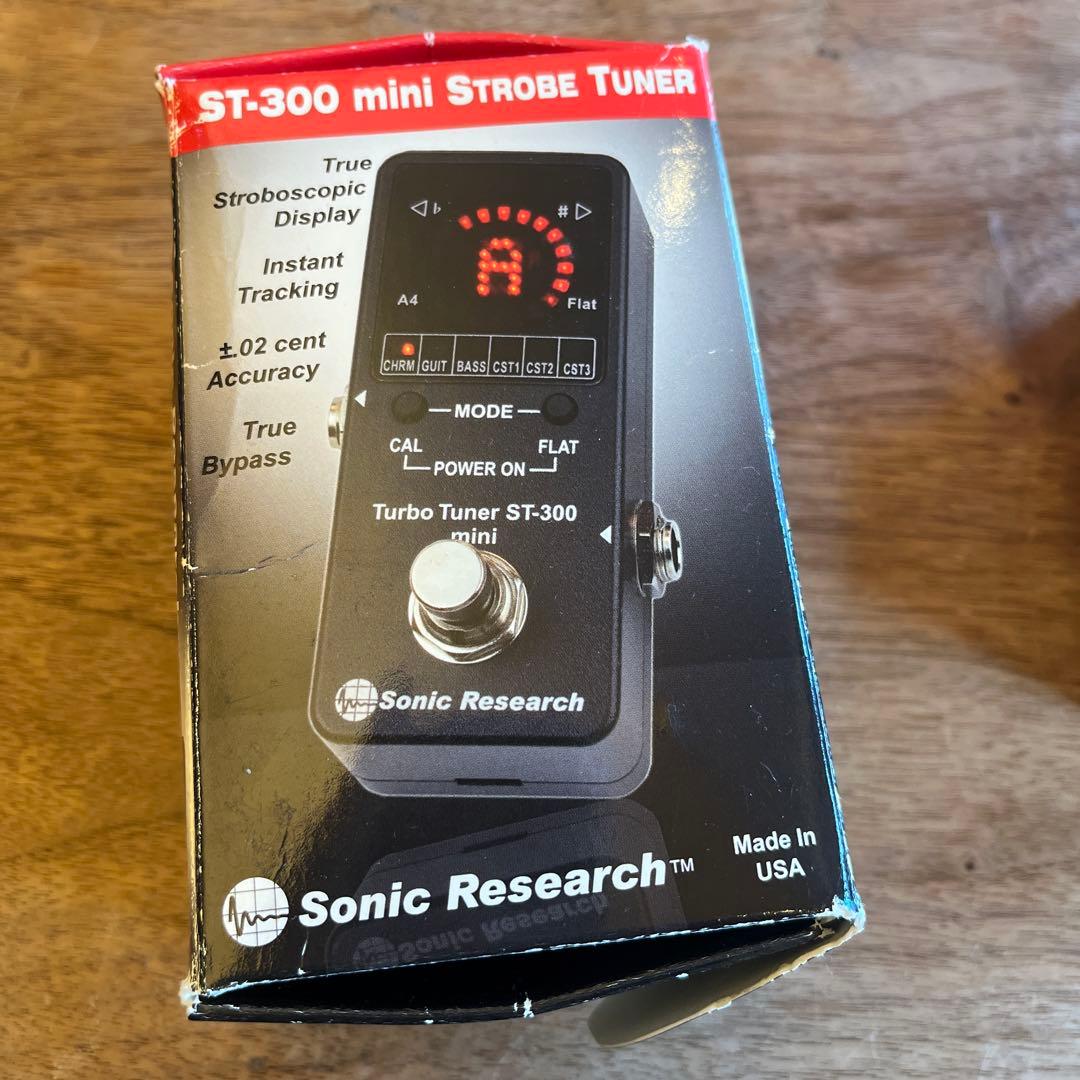 ST-300 mini STROBE TUNER
True
Stroboscopic
Display
Instant
Tracking
±.02 cent
Accuracy
True
Bypass
◁ ♭
# ▷
A
A4
Flat
CHRM GUIT BASS CST1 CST2 CST3
MODE
CAL
FLAT
POWER ON
Turbo Tuner ST-300
mini
Sonic Research
Made In
USA
Sonic Research™
Sonic Research